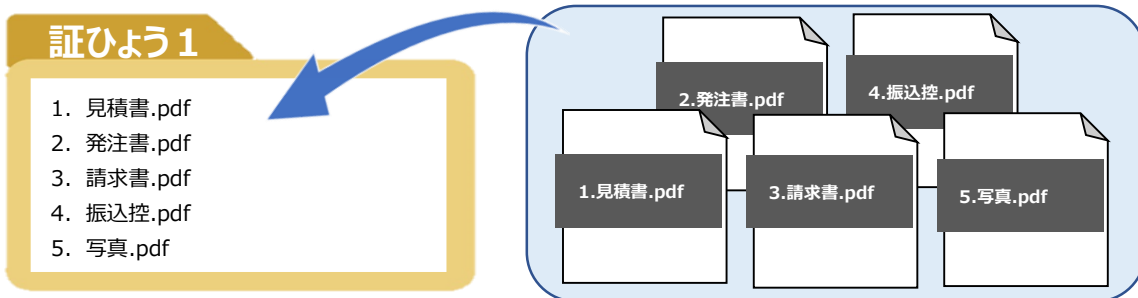 証ひょう1
1. 見積書.pdf
2. 発注書.pdf
3. 請求書.pdf
4. 振込控.pdf
5. 写真.pdf
2.発注書.pdf
4.振込控.pdf
1.見積書.pdf
3.請求書.pdf
5.写真.pdf